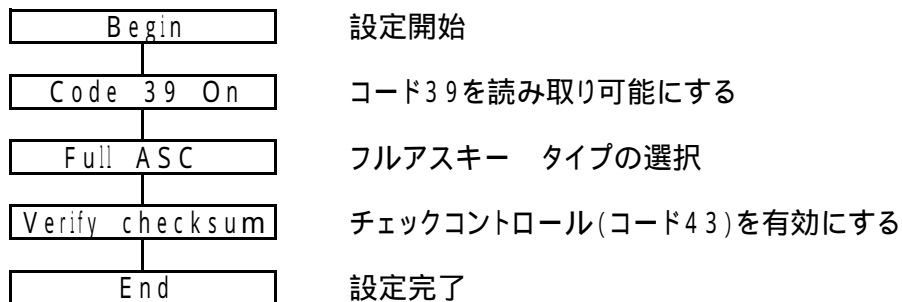 Begin 設定開始
Code 39 On コード39を読み取り可能にする
Full ASC フルアスキー タイプの選択
Verify checksum チェックコントロール(コード43)を有効にする
End 設定完了